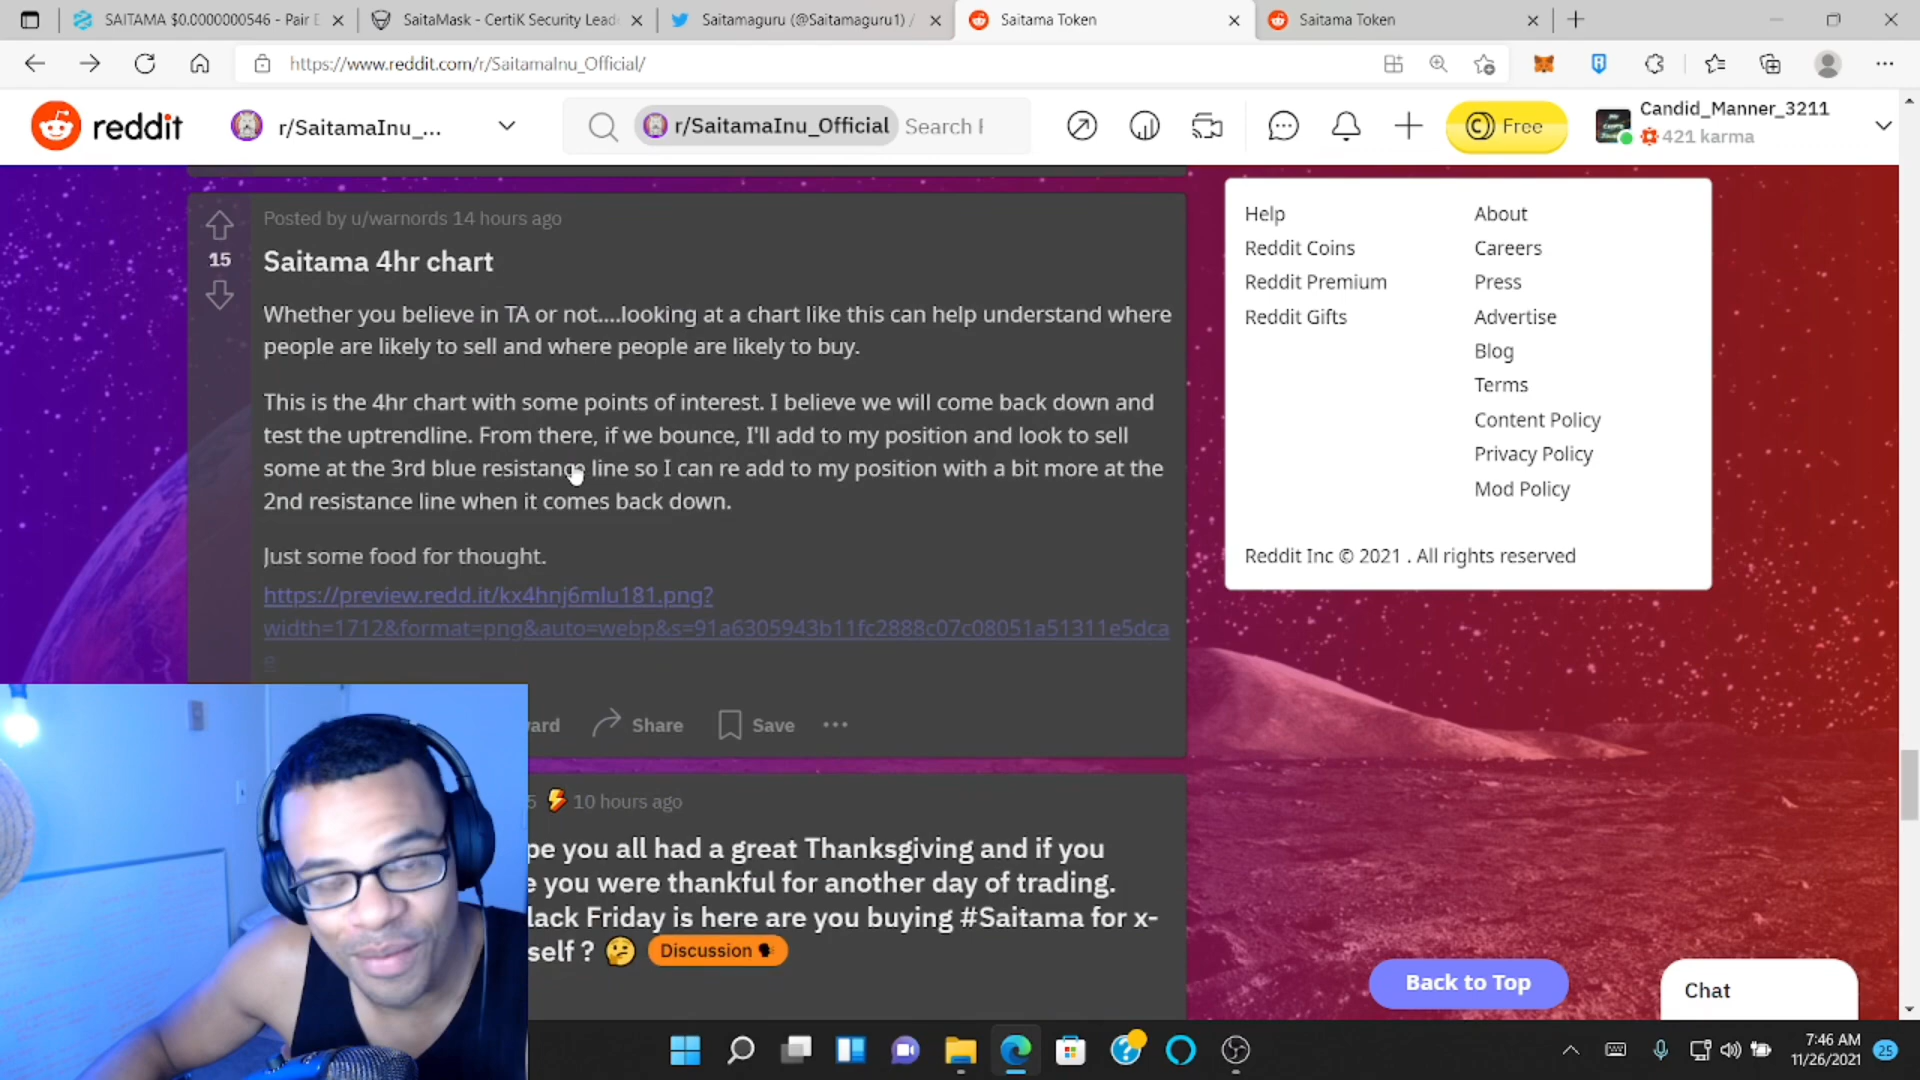 SAITAMA $0.0000000546 - Pair E
SaitaMask - CertiK Security Lead
Saitamaguru (@Saitamaguru1) /
Saitama Token
Saitama Token
https://www.reddit.com/r/SaitamaInu_Official/
reddit
r/SaitamaInu_...
r/SaitamaInu_Official
Search
Free
Candid_Manner_3211
421 karma
Posted by u/warnords 14 hours ago
15
Saitama 4hr chart
Whether you believe in TA or not....looking at a chart like this can help understand where
people are likely to sell and where people are likely to buy.
This is the 4hr chart with some points of interest. I believe we will come back down and
test the uptrendline. From there, if we bounce, I'll add to my position and look to sell
some at the 3rd blue resistance line so I can re add to my position with a bit more at the
2nd resistance line when it comes back down.
Just some food for thought.
https://preview.redd.it/kx4hnj6mlu181.png?
width=1712&format=png&auto=webp&s=91a6305943b11fc2888c07c08051a51311e5dca
e
ard
Share
Save
5
10 hours ago
pe you all had a great Thanksgiving and if you
e you were thankful for another day of trading.
lack Friday is here are you buying #Saitama for x-
self ?
Discussion
Help
About
Reddit Coins
Careers
Reddit Premium
Press
Reddit Gifts
Advertise
Blog
Terms
Content Policy
Privacy Policy
Mod Policy
Reddit Inc © 2021 . All rights reserved
Back to Top
Chat
7:46 AM
11/26/2021
25